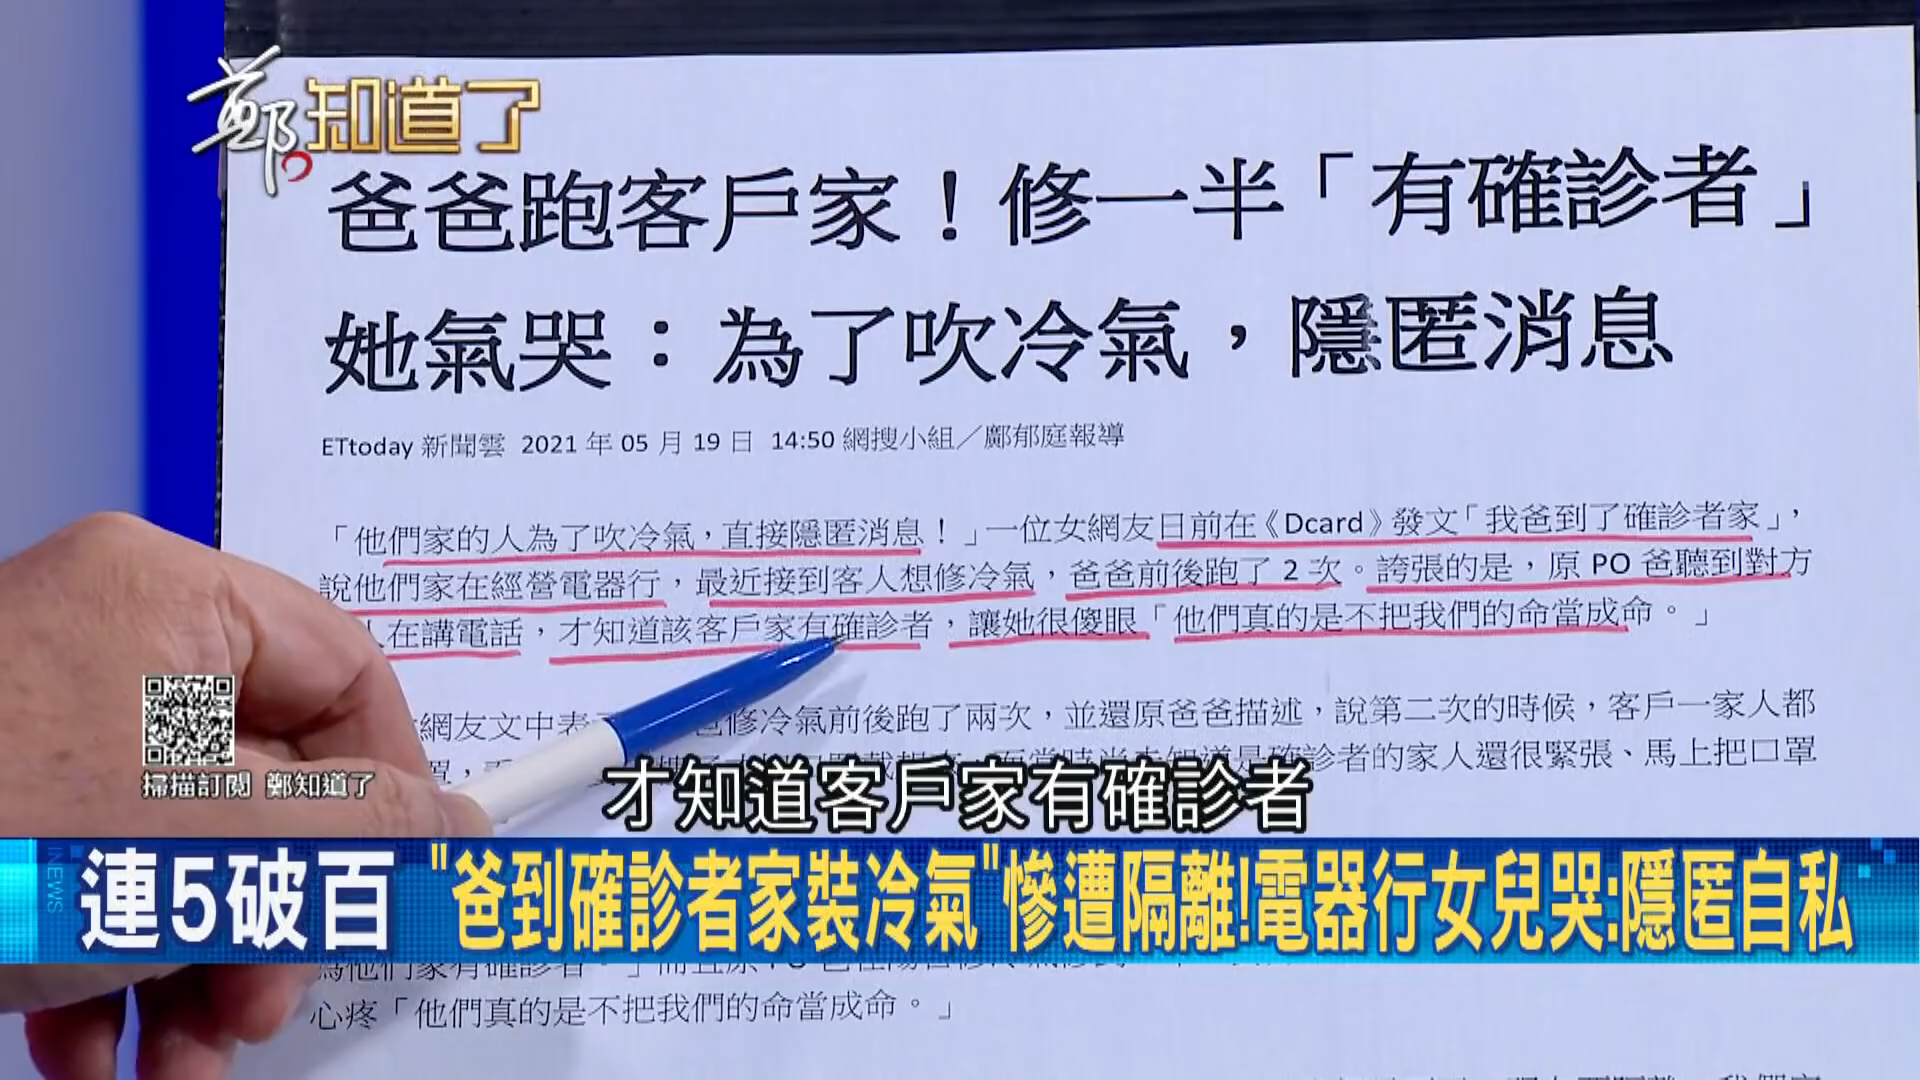 鄭知道了
爸爸跑客戶家！修一半「有確診者」
她氣哭：為了吹冷氣，隱匿消息
ETtoday 新聞雲 2021 年 05 月 19 日 14:50 網搜小組／鄺郁庭報導
「他們家的人為了吹冷氣，直接隱匿消息！」一位女網友日前在《Dcard》發文「我爸到了確診者家」，
說他們家在經營電器行，最近接到客人想修冷氣，爸爸前後跑了 2 次。誇張的是，原 PO 爸聽到對方
人在講電話，才知道該客戶家有確診者，讓她很傻眼「他們真的是不把我們的命當成命。」
網友文中表 修冷氣前後跑了兩次，並還原爸爸描述，說第二次的時候，客戶一家人都
確診者的家人還很緊張、馬上把口罩
掃描訂閱 鄭知道了
才知道客戶家有確診者
NEWS
連5破百
"爸到確診者家裝冷氣"慘遭隔離!電器行女兒哭:隱匿自私
心疼「他們真的是不把我們的命當成命。」